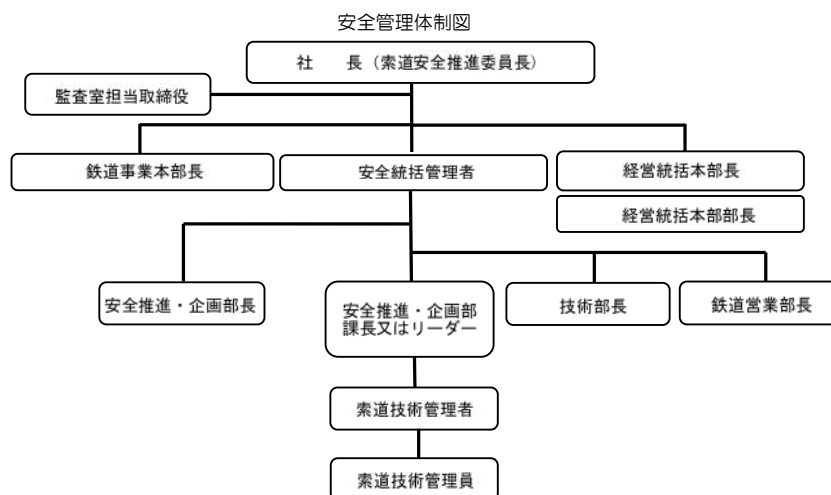 安全管理体制図
社　　長（索道安全推進委員長）
監査室担当取締役
鉄道事業本部長
安全統括管理者
経営統括本部長
経営統括本部部長
安全推進・企画部長
安全推進・企画部
課長又はリーダー
技術部長
鉄道営業部長
索道技術管理者
索道技術管理員